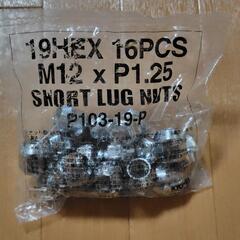 19HEX 16PCS
M12 x P1.25
SHORT LUG NUTS
P103-19-P